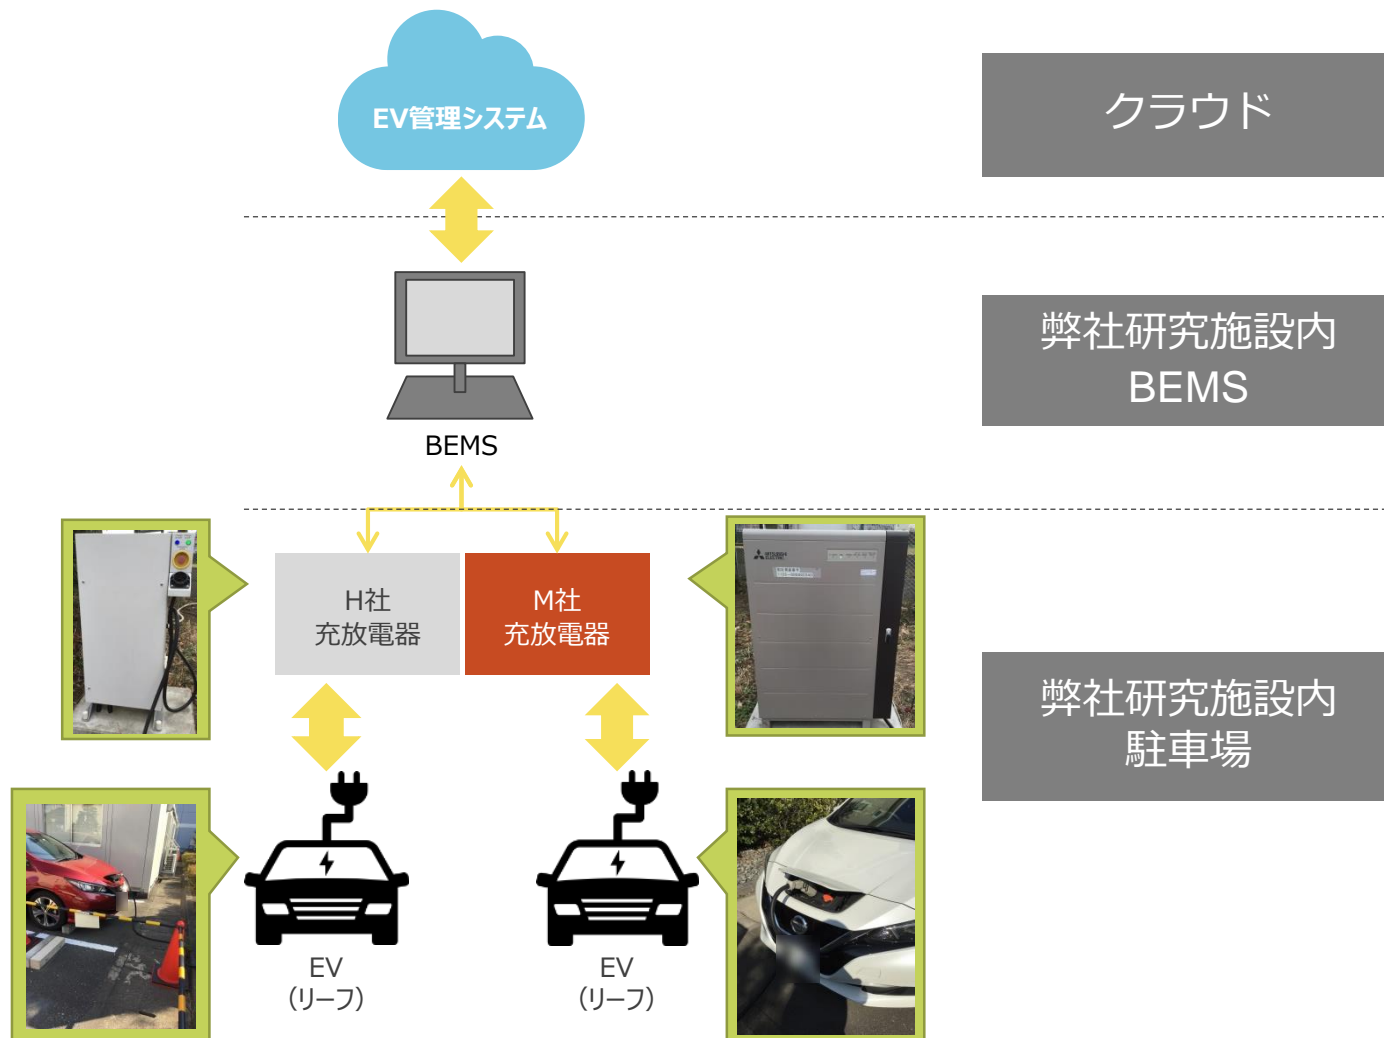 EV管理システム
クラウド
弊社研究施設内
BEMS
BEMS
MITSUBISHI
ELECTRIC
H社
充放電器
M社
充放電器
弊社研究施設内
駐車場
EV
(リーフ)
EV
(リーフ)